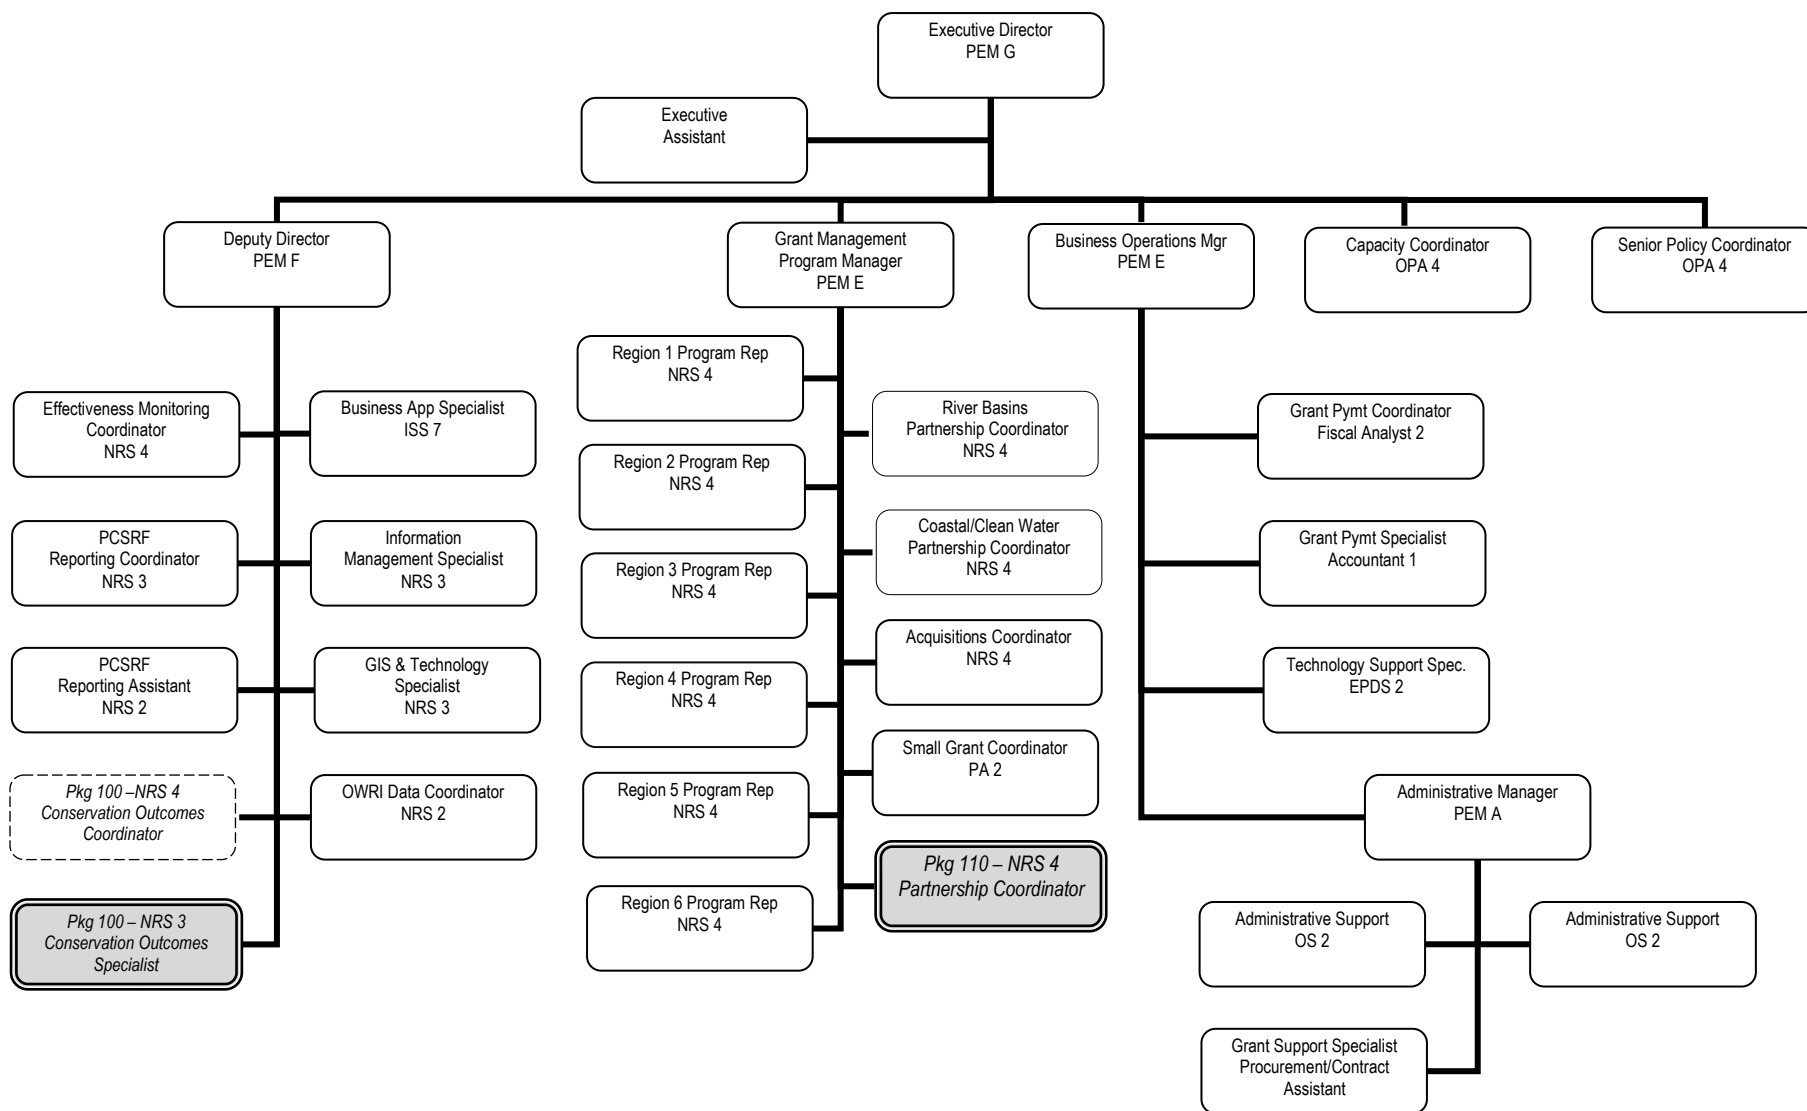 Executive Director
PEM G
Executive
Assistant
Deputy Director
PEM F
Grant Management
Program Manager
PEM E
Business Operations Mgr
PEM E
Capacity Coordinator
OPA 4
Senior Policy Coordinator
OPA 4
Effectiveness Monitoring
Coordinator
NRS 4
Business App Specialist
ISS 7
PCSRF
Reporting Coordinator
NRS 3
Information
Management Specialist
NRS 3
PCSRF
Reporting Assistant
NRS 2
GIS & Technology
Specialist
NRS 3
Pkg 100 –NRS 4
Conservation Outcomes
Coordinator
OWRI Data Coordinator
NRS 2
Pkg 100 – NRS 3
Conservation Outcomes
Specialist
Region 1 Program Rep
NRS 4
River Basins
Partnership Coordinator
NRS 4
Region 2 Program Rep
NRS 4
Coastal/Clean Water
Partnership Coordinator
NRS 4
Region 3 Program Rep
NRS 4
Acquisitions Coordinator
NRS 4
Region 4 Program Rep
NRS 4
Small Grant Coordinator
PA 2
Region 5 Program Rep
NRS 4
Pkg 110 – NRS 4
Partnership Coordinator
Region 6 Program Rep
NRS 4
Grant Pymt Coordinator
Fiscal Analyst 2
Grant Pymt Specialist
Accountant 1
Technology Support Spec.
EPDS 2
Administrative Manager
PEM A
Administrative Support
OS 2
Administrative Support
OS 2
Grant Support Specialist
Procurement/Contract
Assistant